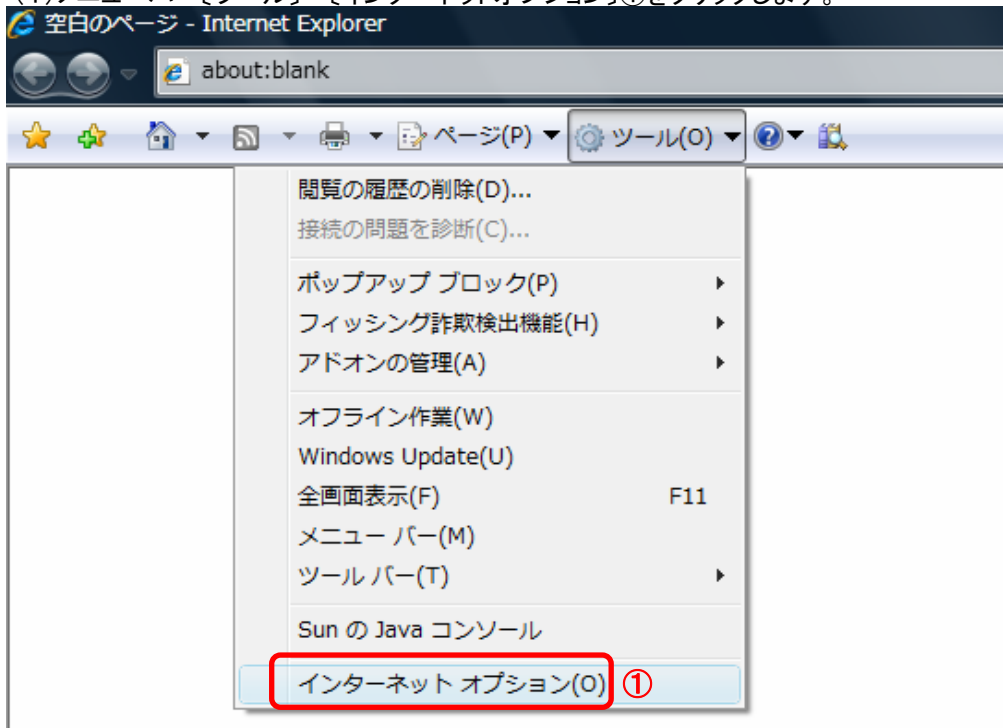 空白のページ - Internet Explorer
about:blank
ページ(P) ツール(O)
閲覧の履歴の削除(D)...
接続の問題を診断(C)...
ポップアップ ブロック(P)
フィッシング詐欺検出機能(H)
アドオンの管理(A)
オフライン作業(W)
Windows Update(U)
全画面表示(F) F11
メニュー バー(M)
ツール バー(T)
Sun の Java コンソール
インターネット オプション(O) ①